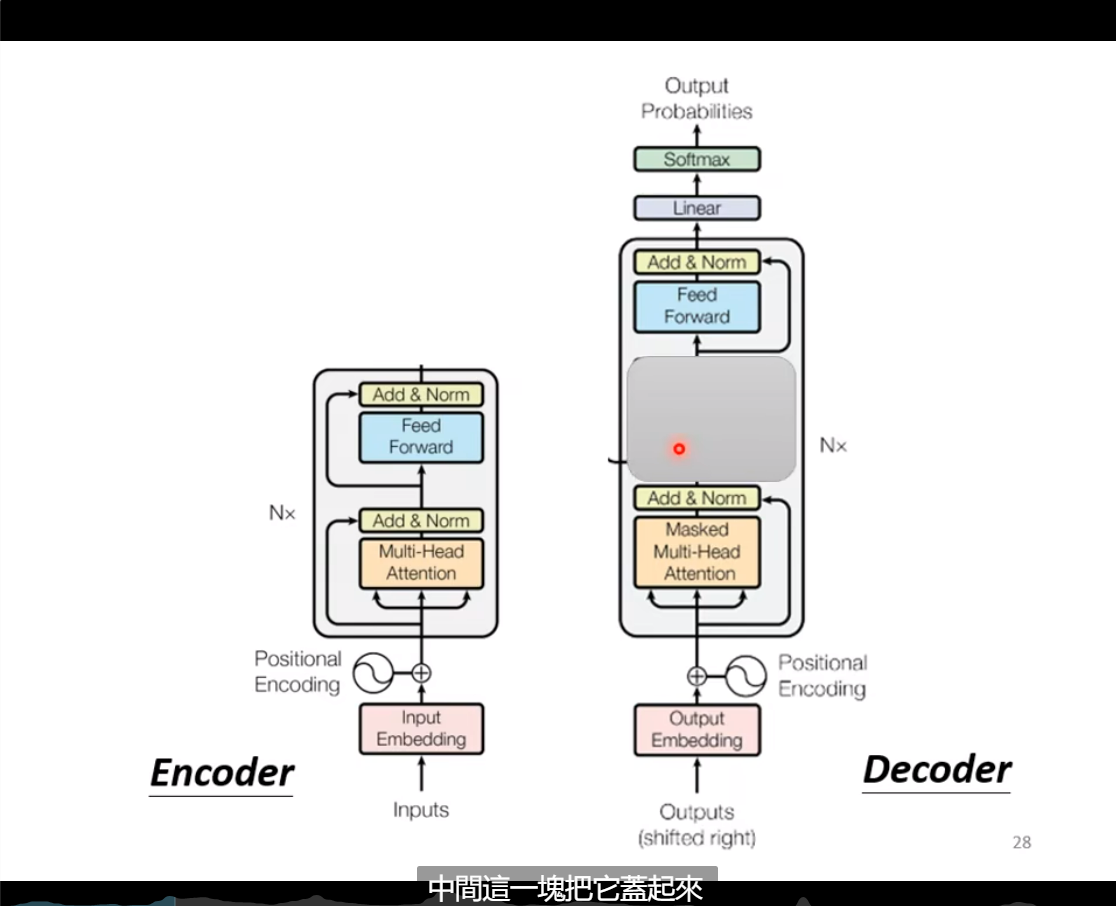 Output
Probabilities
Softmax
Linear
Add & Norm
Feed
Forward
Nx
Add & Norm
Masked
Multi-Head
Attention
Positional
Encoding
Output
Embedding
Outputs
(shifted right)
Decoder
Add & Norm
Feed
Forward
Nx
Add & Norm
Multi-Head
Attention
Positional
Encoding
Input
Embedding
Inputs
Encoder
28
中間這一塊把它蓋起來